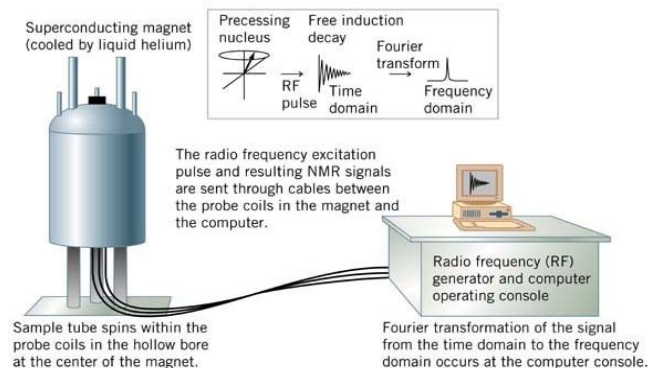 Superconducting magnet
(cooled by liquid helium)
Precessing
nucleus
Free induction
decay
RF
pulse
Time
domain
Fourier
transform
Frequency
domain
The radio frequency excitation
pulse and resulting NMR signals
are sent through cables between
the probe coils in the magnet and
the computer.
Radio frequency (RF)
generator and computer
operating console
Sample tube spins within the
probe coils in the hollow bore
at the center of the magnet.
Fourier transformation of the signal
from the time domain to the frequency
domain occurs at the computer console.